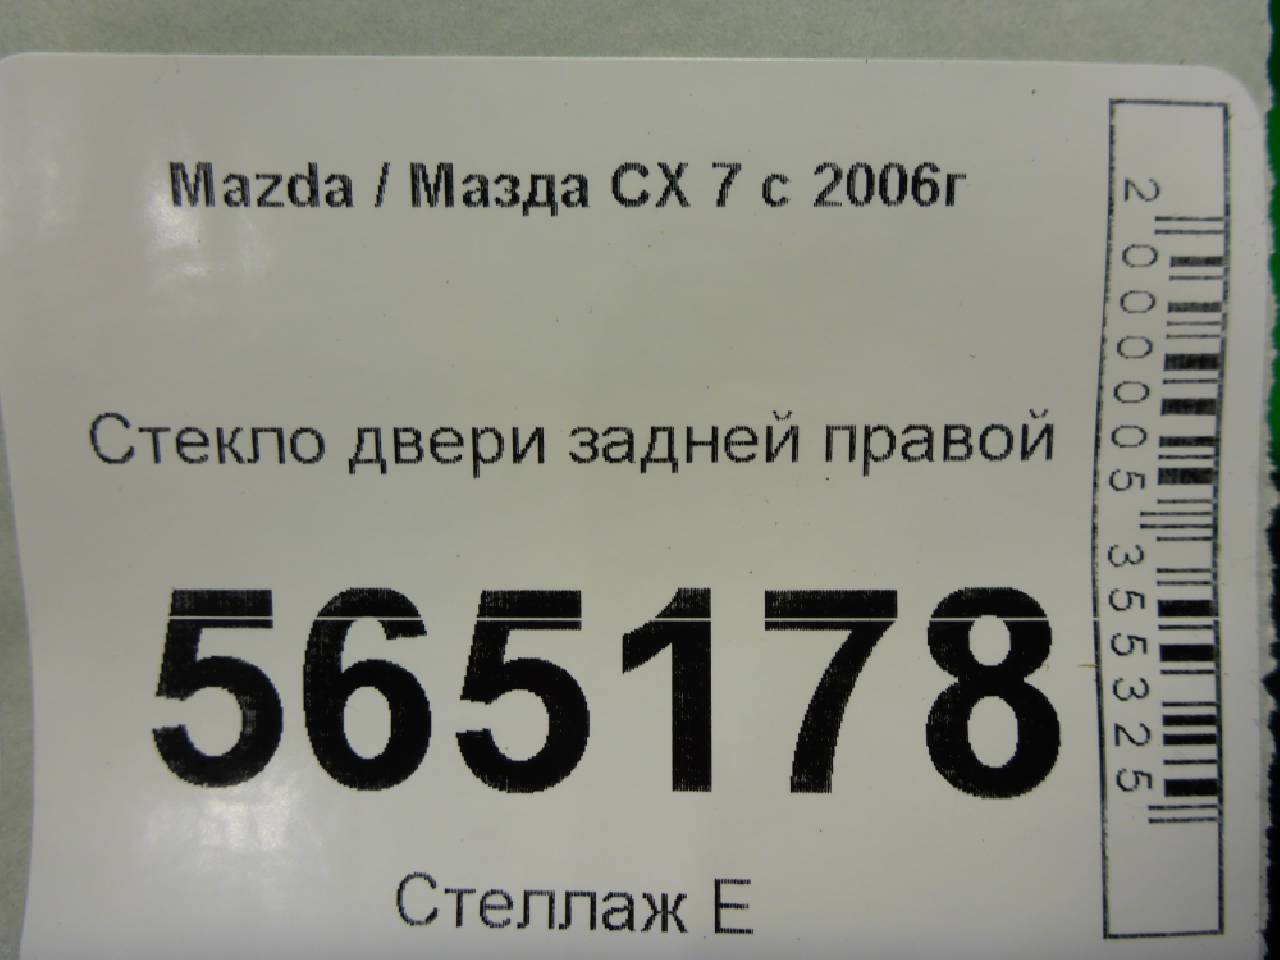 Mazda / Мазда CX 7 с 2006г
Стекло двери задней правой
565178
Стеллаж Е
2 000005 355325